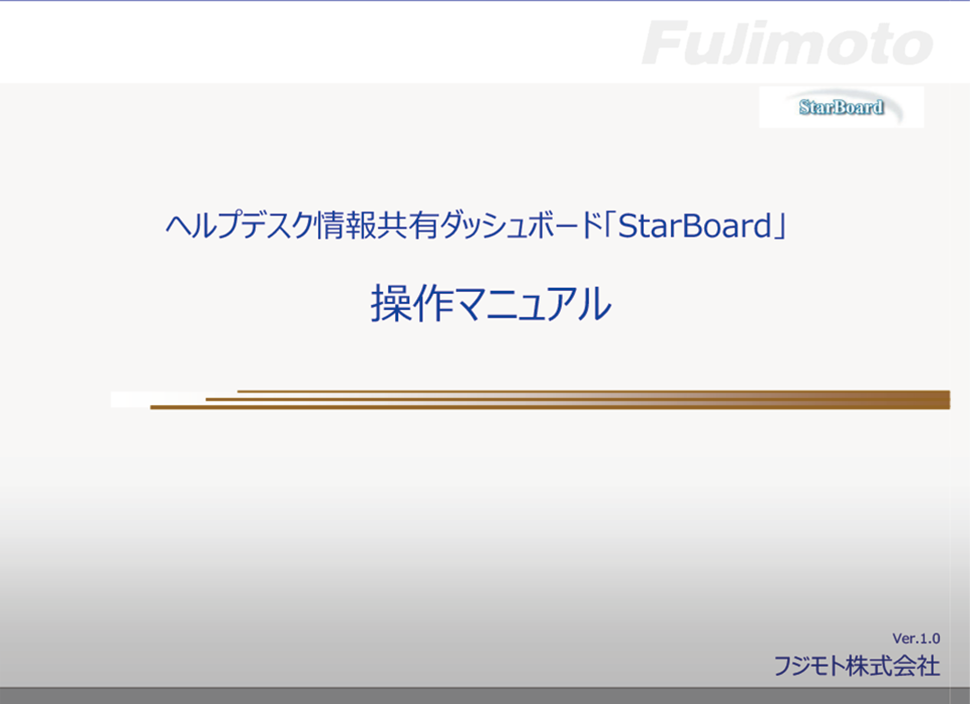 FuJimoto
StarBoard
ヘルプデスク情報共有ダッシュボード「StarBoard」
操作マニュアル
Ver.1.0
フジモト株式会社